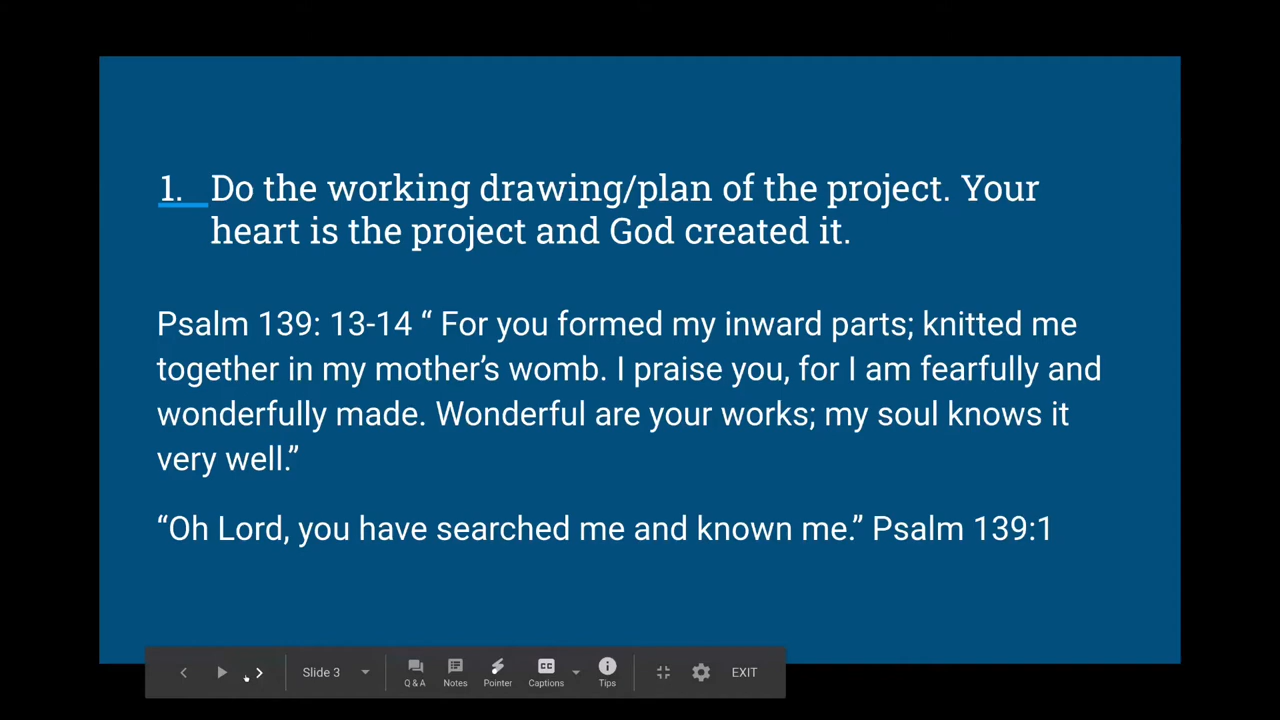 1. Do the working drawing/plan of the project. Your
heart is the project and God created it.
Psalm 139: 13-14 “ For you formed my inward parts; knitted me
together in my mother’s womb. I praise you, for I am fearfully and
wonderfully made. Wonderful are your works; my soul knows it
very well.”
“Oh Lord, you have searched me and known me.” Psalm 139:1
Slide 3
Q & A
Notes
Pointer
CC
Captions
Tips
EXIT